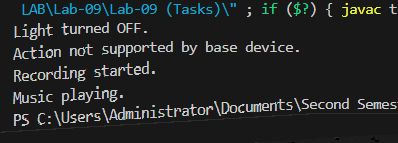 LAB\Lab-09\Lab-09 (Tasks)\" ; if ($?) { javac t
Light turned OFF.
Action not supported by base device.
Recording started.
Music playing.
PS C:\Users\Administrator\Documents\Second Semes